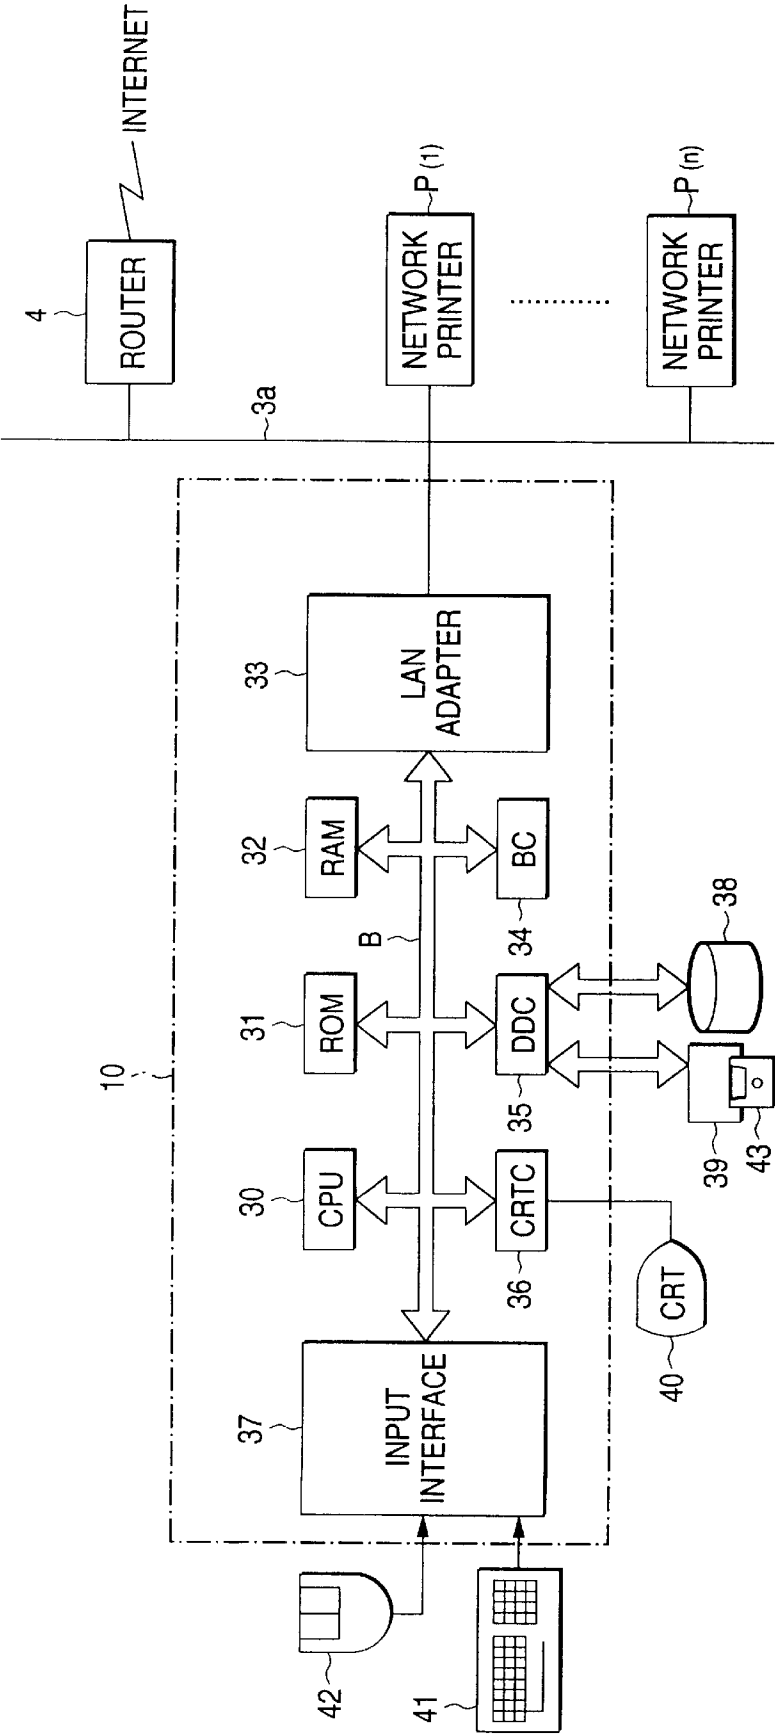 4
ROUTER
INTERNET
3a
NETWORK
PRINTER
P(1)
NETWORK
PRINTER
P(n)
10
33
LAN
ADAPTER
32
RAM
BC
34
B
31
ROM
DDC
35
38
39
43
30
CPU
CRTC
36
CRT
40
37
INPUT
INTERFACE
42
41